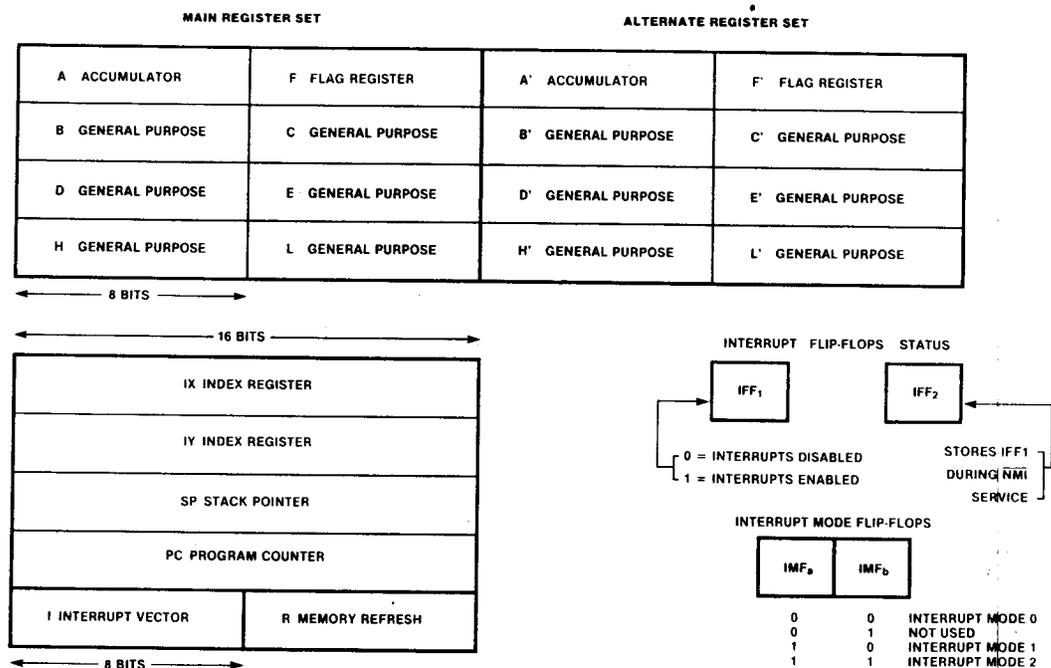 MAIN REGISTER SET
ALTERNATE REGISTER SET
A ACCUMULATOR
F FLAG REGISTER
A' ACCUMULATOR
F' FLAG REGISTER
B GENERAL PURPOSE
C GENERAL PURPOSE
B' GENERAL PURPOSE
C' GENERAL PURPOSE
D GENERAL PURPOSE
E GENERAL PURPOSE
D' GENERAL PURPOSE
E' GENERAL PURPOSE
H GENERAL PURPOSE
L GENERAL PURPOSE
H' GENERAL PURPOSE
L' GENERAL PURPOSE
8 BITS
16 BITS
IX INDEX REGISTER
IY INDEX REGISTER
SP STACK POINTER
PC PROGRAM COUNTER
I INTERRUPT VECTOR
R MEMORY REFRESH
8 BITS
INTERRUPT FLIP-FLOPS STATUS
IFF₁
IFF₂
0 = INTERRUPTS DISABLED
1 = INTERRUPTS ENABLED
STORES IFF1
DURING N̅M̅I̅
SERVICE
INTERRUPT MODE FLIP-FLOPS
IMFₐ
IMF_b
0 0 INTERRUPT MODE 0
0 1 NOT USED
1 0 INTERRUPT MODE 1
1 1 INTERRUPT MODE 2